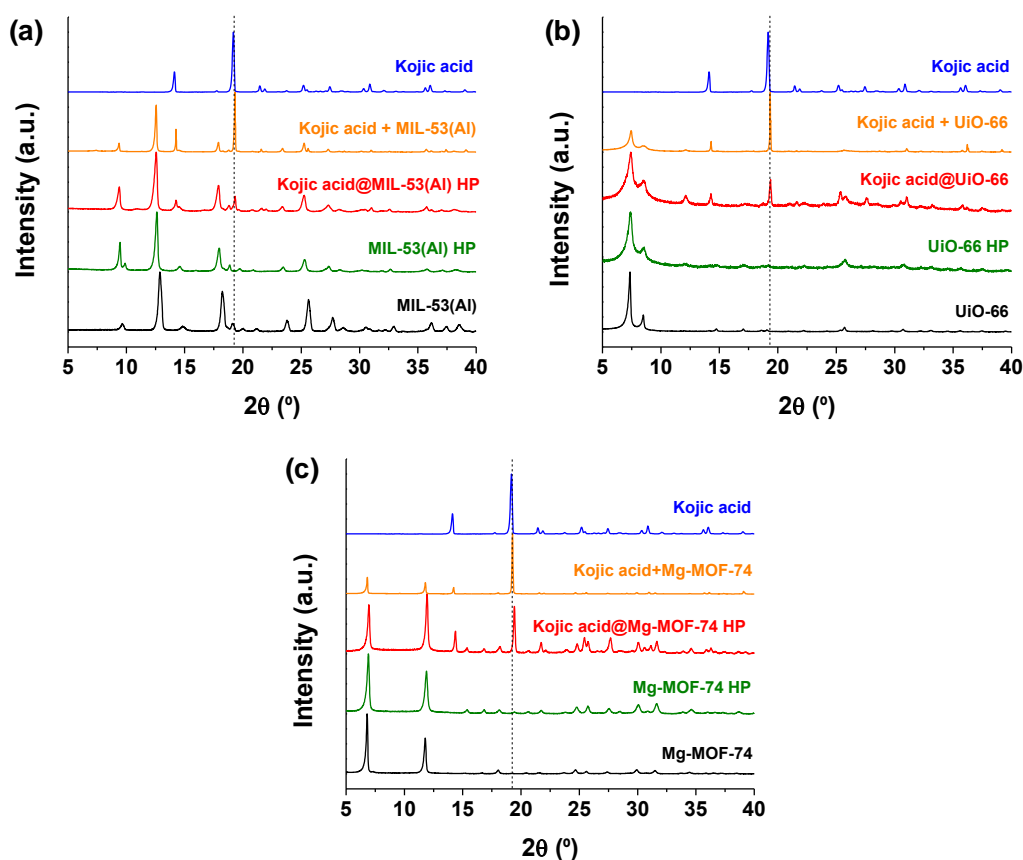 (a)
Kojic acid
Kojic acid + MIL-53(Al)
Kojic acid@MIL-53(Al) HP
MIL-53(Al) HP
MIL-53(Al)
Intensity (a.u.)
5 10 15 20 25 30 35 40
2θ (º)
(b)
Kojic acid
Kojic acid + UiO-66
Kojic acid@UiO-66
UiO-66 HP
UiO-66
Intensity (a.u.)
5 10 15 20 25 30 35 40
2θ (º)
(c)
Kojic acid
Kojic acid+Mg-MOF-74
Kojic acid@Mg-MOF-74 HP
Mg-MOF-74 HP
Mg-MOF-74
Intensity (a.u.)
5 10 15 20 25 30 35 40
2θ (º)